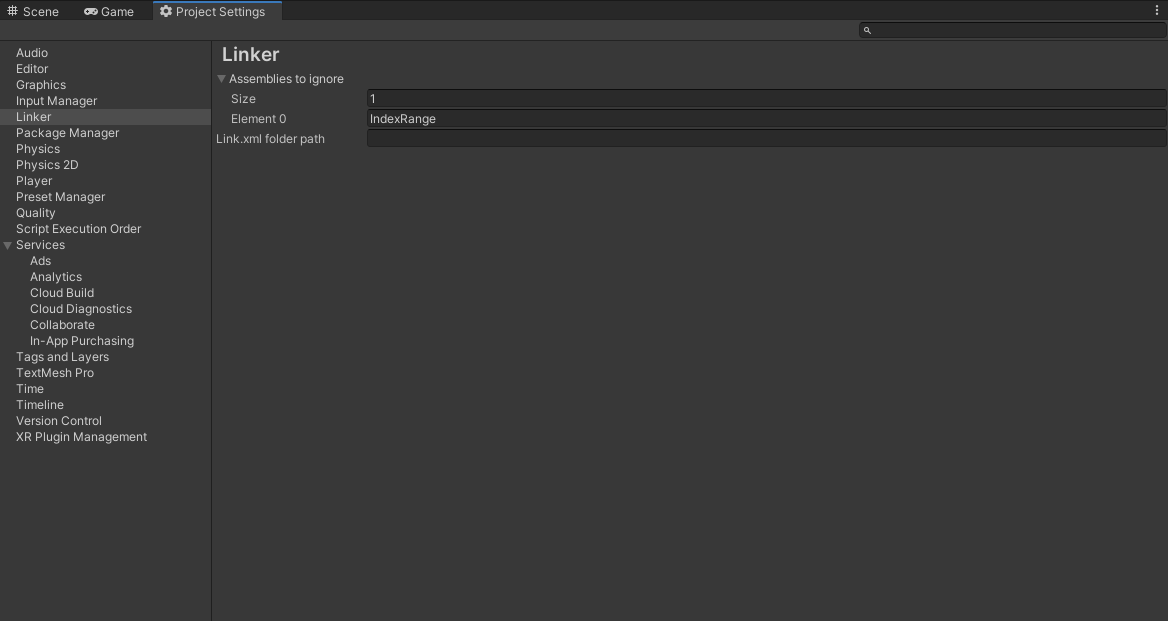 Scene Game Project Settings
Audio
Editor
Graphics
Input Manager
Linker
Package Manager
Physics
Physics 2D
Player
Preset Manager
Quality
Script Execution Order
Services
Ads
Analytics
Cloud Build
Cloud Diagnostics
Collaborate
In-App Purchasing
Tags and Layers
TextMesh Pro
Time
Timeline
Version Control
XR Plugin Management
Linker
Assemblies to ignore
Size 1
Element 0 IndexRange
Link.xml folder path